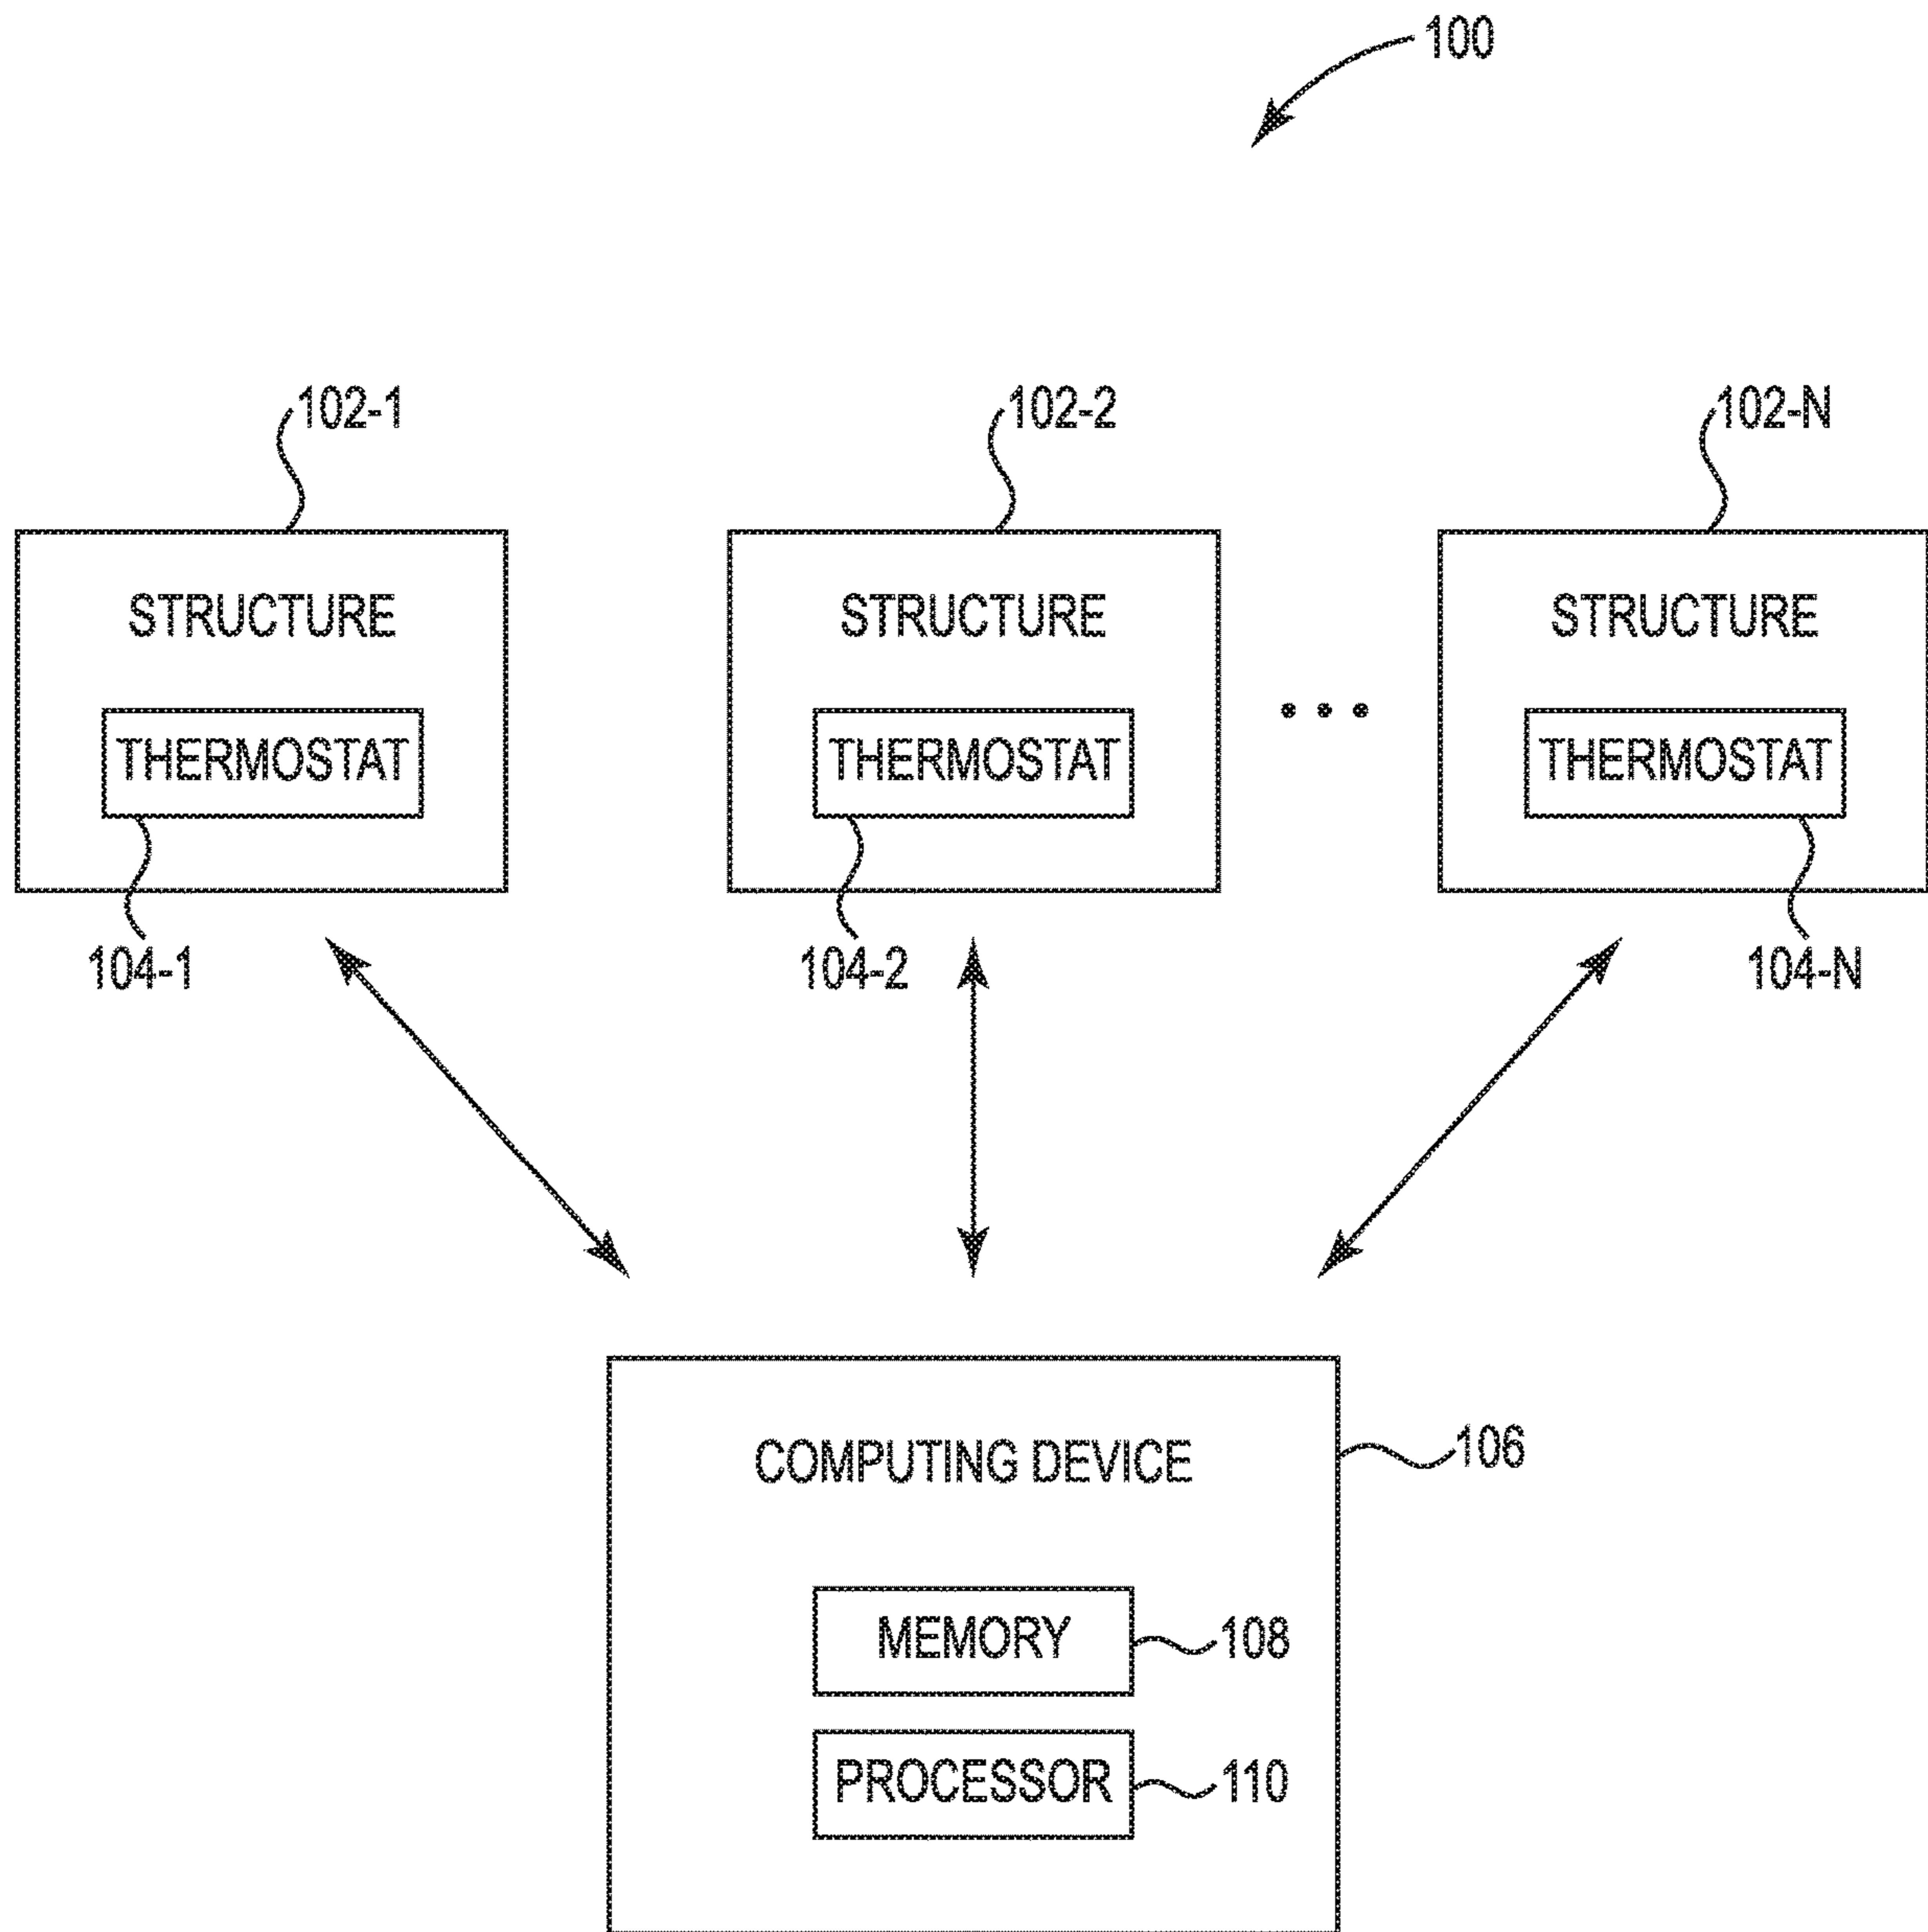 100
102-1 102-2 102-N
STRUCTURE STRUCTURE STRUCTURE
THERMOSTAT THERMOSTAT THERMOSTAT
104-1 104-2 104-N
COMPUTING DEVICE 106
MEMORY 108
PROCESSOR 110